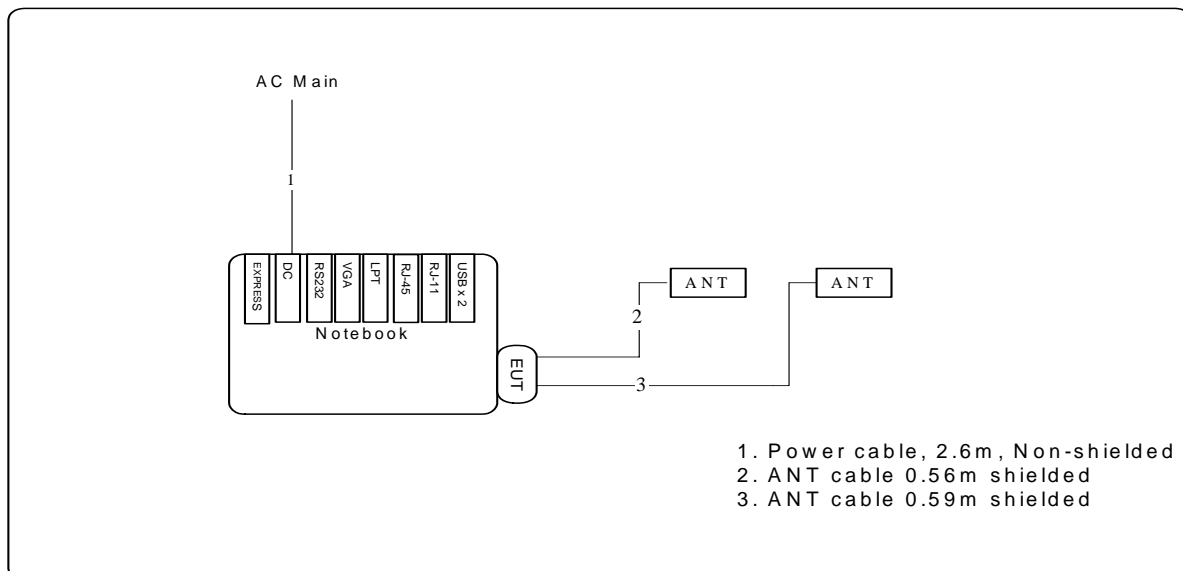 AC Main
1
EXPRESS
DC
RS232
VGA
LPT
RJ-45
RJ-11
USB x 2
Notebook
EUT
ANT
ANT
2
3
1. Power cable, 2.6m, Non-shielded
2. ANT cable 0.56m shielded
3. ANT cable 0.59m shielded